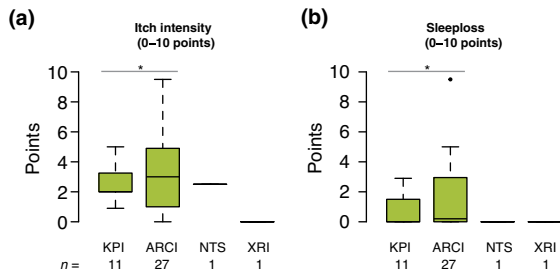 (a)
Itch intensity
(0–10 points)
*
Points
10
8
6
4
2
0
KPI ARCI NTS XRI
n = 11 27 1 1
(b)
Sleeploss
(0–10 points)
*
Points
10
8
6
4
2
0
KPI ARCI NTS XRI
11 27 1 1